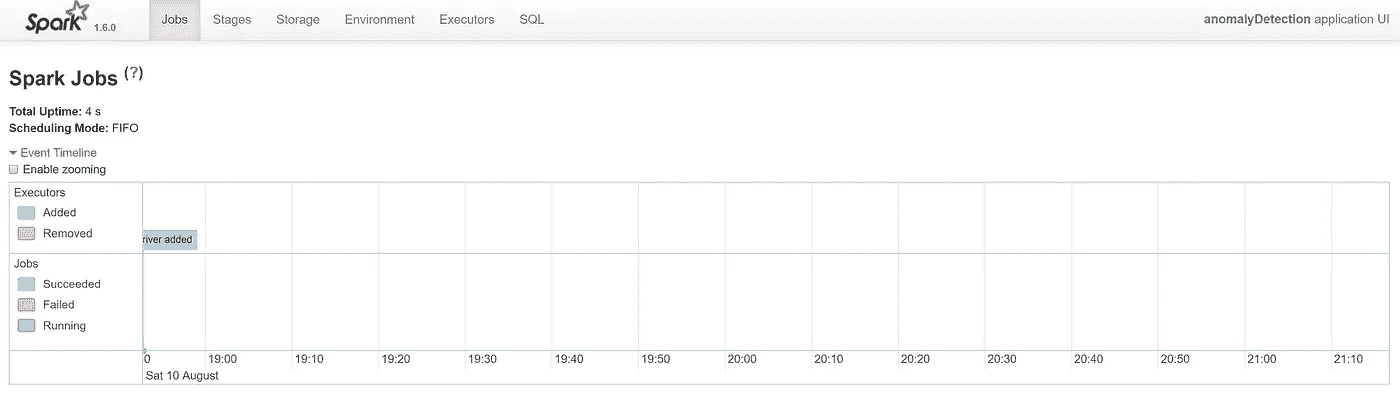 Spark 1.6.0 Jobs Stages Storage Environment Executors SQL anomalyDetection application UI
Spark Jobs (?)
Total Uptime: 4 s
Scheduling Mode: FIFO
Event Timeline
Enable zooming
Executors
Added
Removed
river added
Jobs
Succeeded
Failed
Running
0 19:00 19:10 19:20 19:30 19:40 19:50 20:00 20:10 20:20 20:30 20:40 20:50 21:00 21:10
Sat 10 August